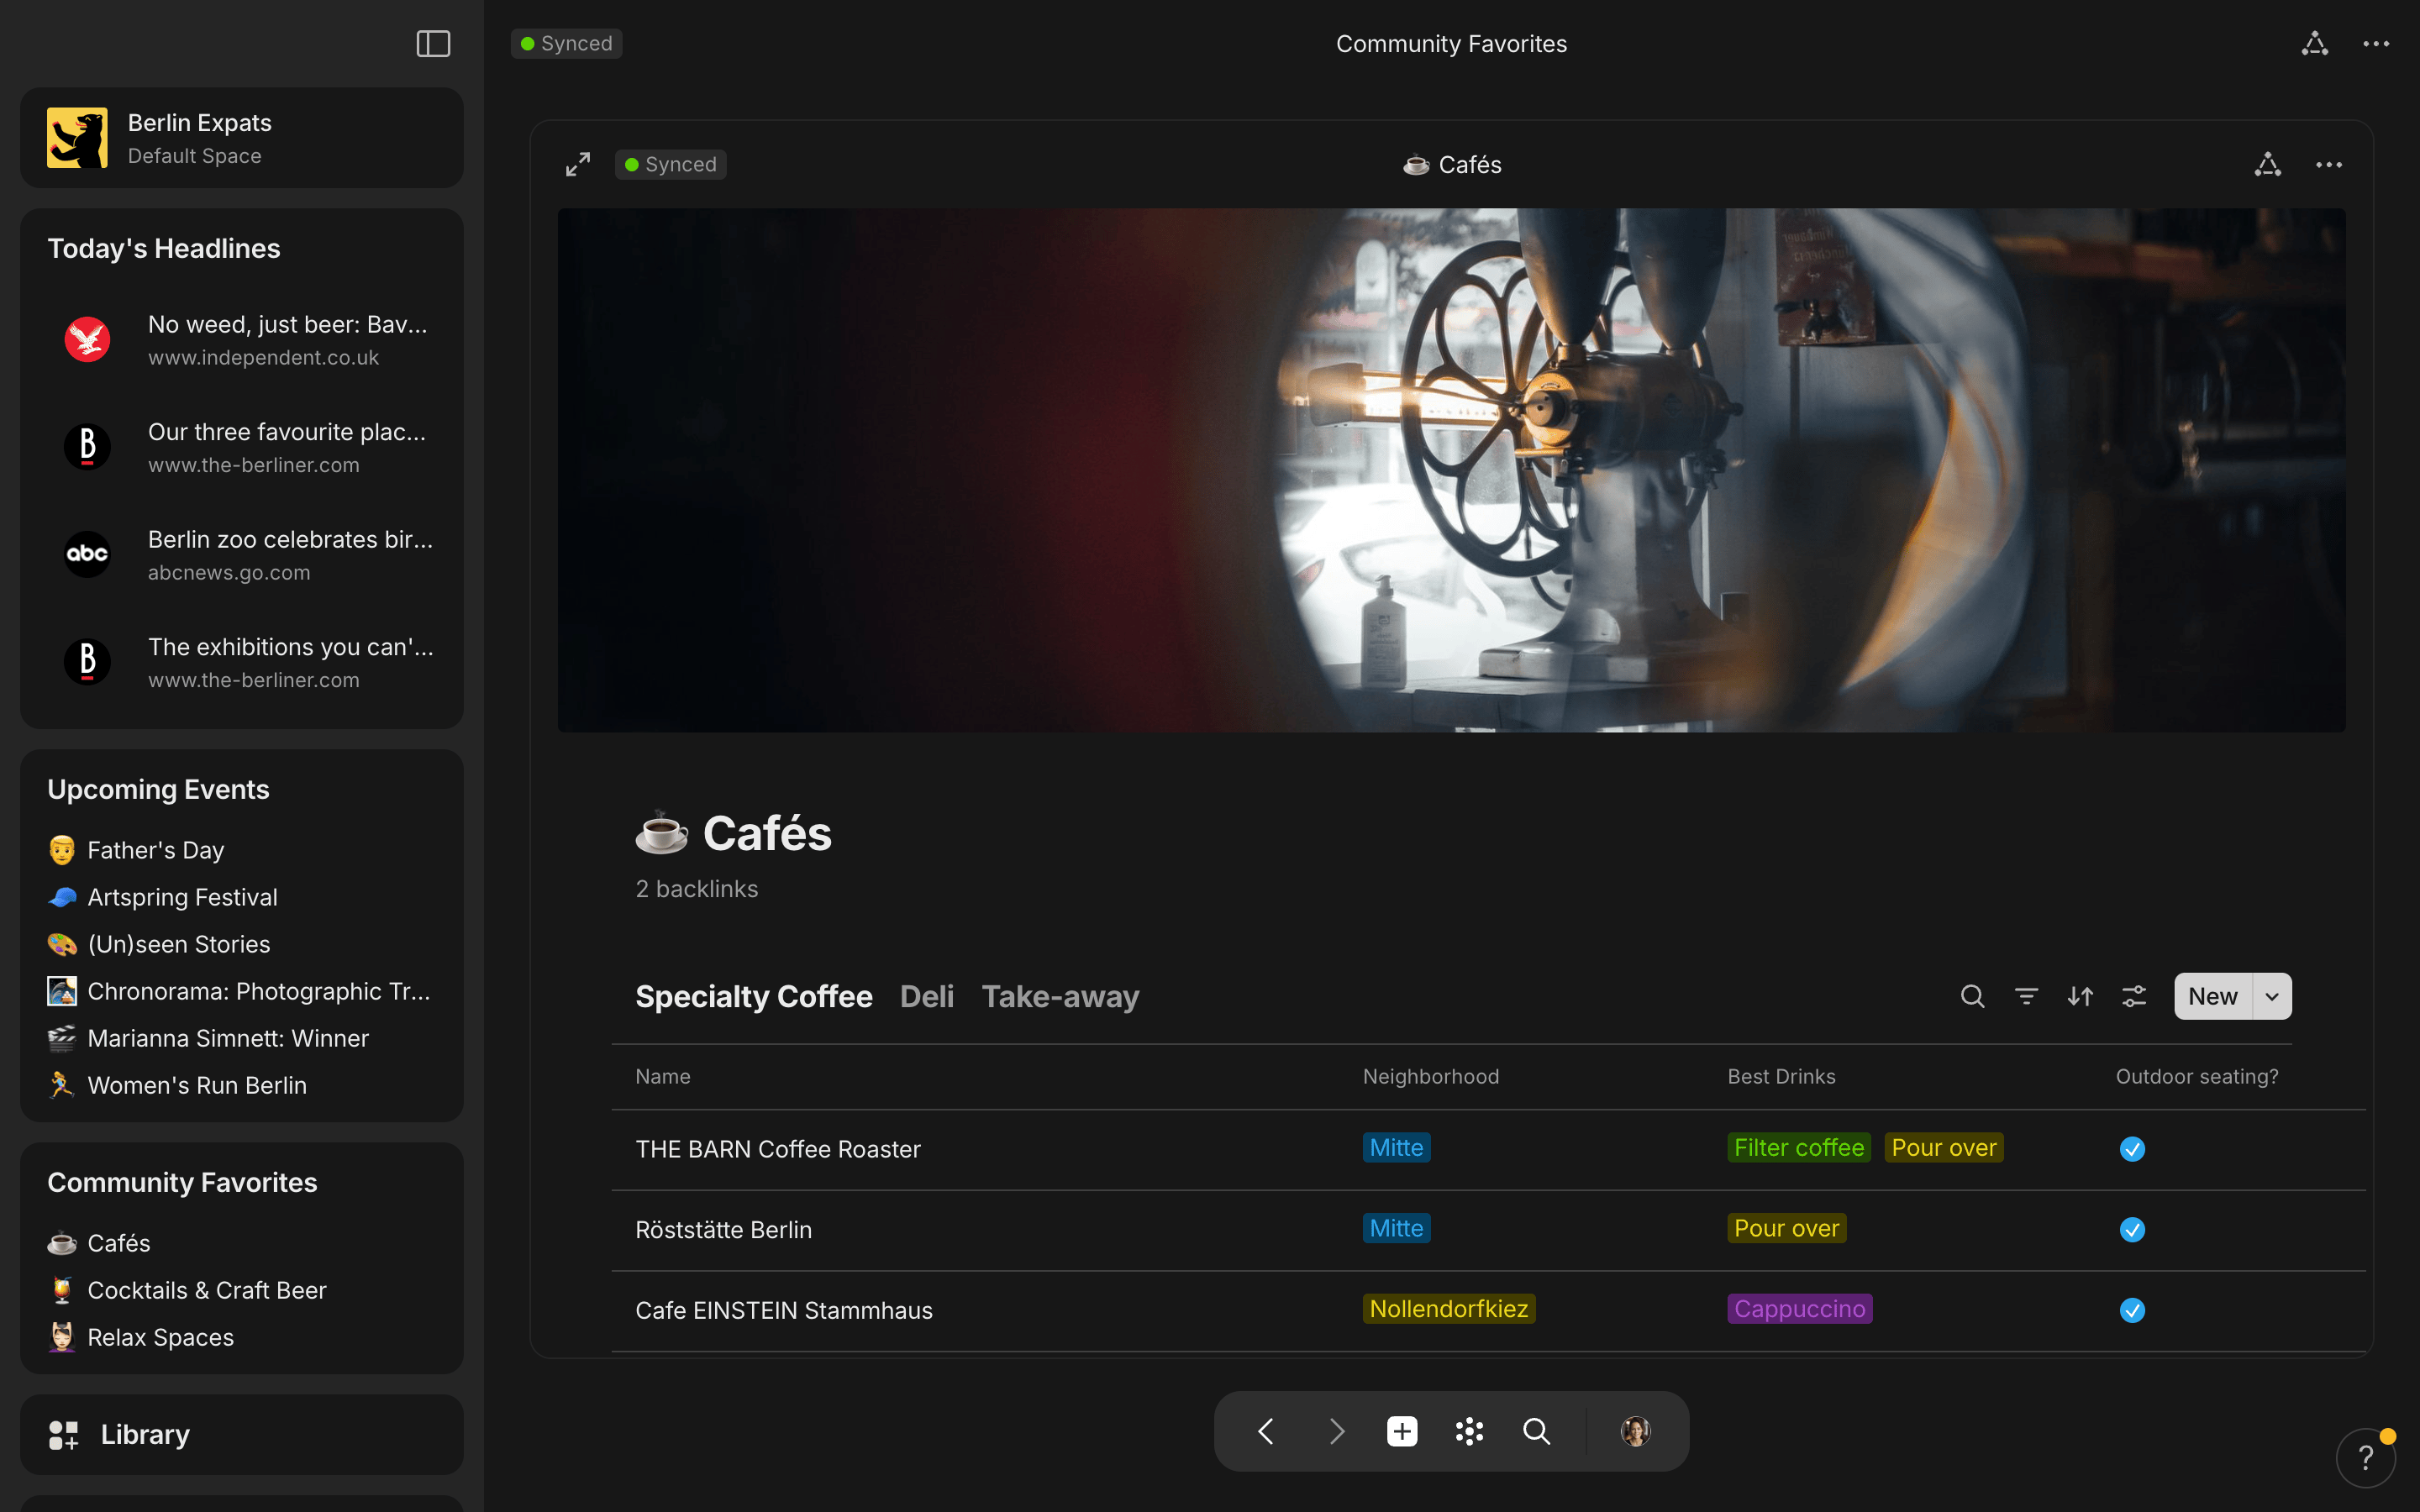 Synced
Community Favorites
Berlin Expats
Default Space
Today's Headlines
No weed, just beer: Bav...
www.independent.co.uk
B
Our three favourite plac...
www.the-berliner.com
abc
Berlin zoo celebrates bir...
abcnews.go.com
B
The exhibitions you can'...
www.the-berliner.com
Upcoming Events
Father's Day
Artspring Festival
(Un)seen Stories
Chronorama: Photographic Tr...
Marianna Simnett: Winner
Women's Run Berlin
Community Favorites
Cafés
Cocktails & Craft Beer
Relax Spaces
Library
Synced
Cafés
Cafés
2 backlinks
Specialty Coffee Deli Take-away
New
Name Neighborhood Best Drinks Outdoor seating?
THE BARN Coffee Roaster Mitte Filter coffee Pour over
Röststätte Berlin Mitte Pour over
Cafe EINSTEIN Stammhaus Nollendorfkiez Cappuccino
?